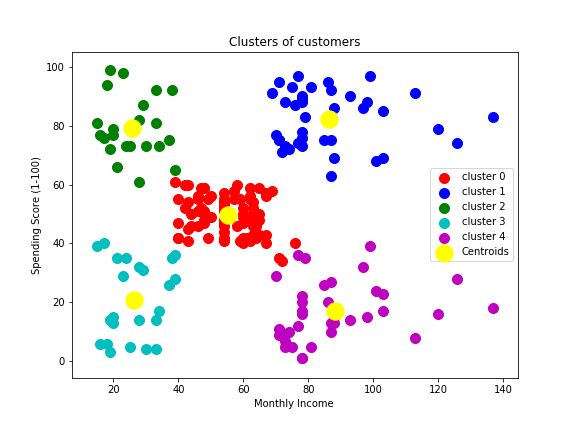 Clusters of customers
100
80
60
40
20
0
Spending Score (1-100)
cluster 0
cluster 1
cluster 2
cluster 3
cluster 4
Centroids
20 40 60 80 100 120 140
Monthly Income